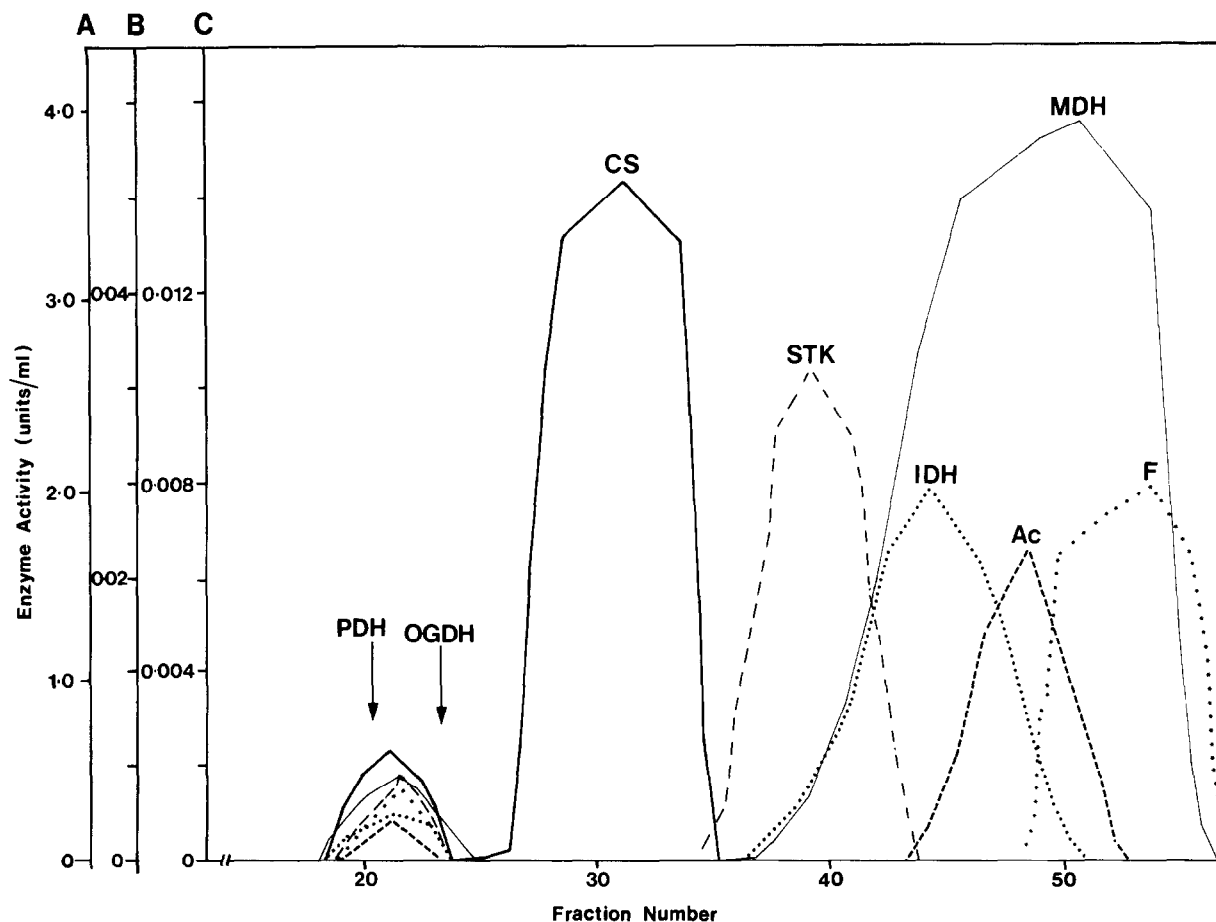 A B C
MDH
4·0
CS
3·0
0·04
0·012
STK
IDH
F
2·0
0·008
Ac
0·02
PDH
OGDH
1·0
0·004
0
0
0
20
30
40
50
Enzyme Activity (units/ml)
Fraction Number